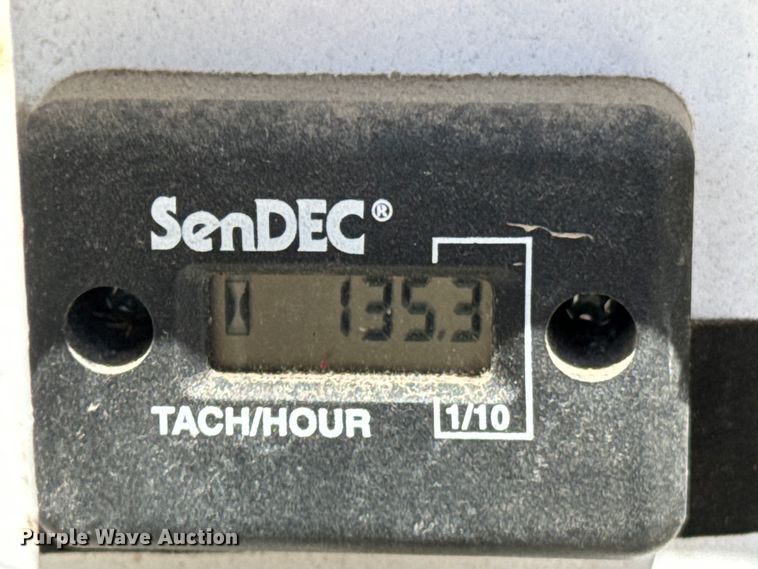 SenDEC®
135.3
TACH/HOUR
1/10
Purple Wave Auction